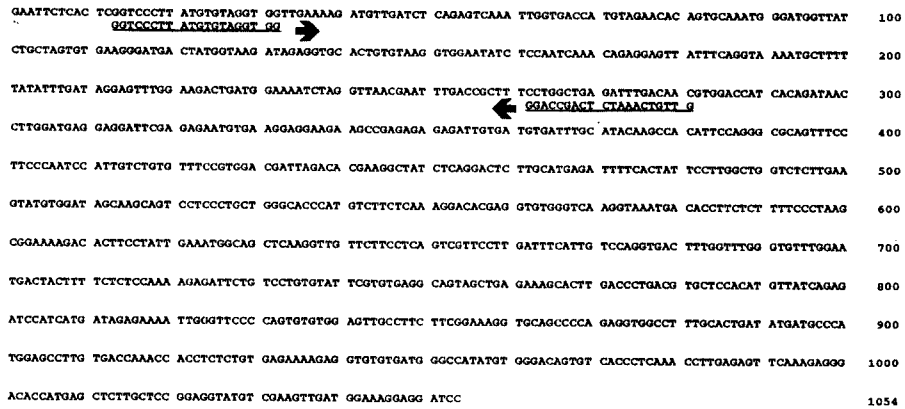 GAATTCTCAC TCGGTCCCTT ATGTGTAGGT GGTTGAAAAG ATGTTGATCT CAGAGTCAAA TTGGTGACCA TGTAGAACAC AGTGCAAATG GGATGGTTAT 100
GGTCCCTT ATGTGTAGGT GG
CTGCTAGTGT GAAGGGATGA CTATGGTAAG ATAGAGGTGC ACTGTGTAAG GTGGAATATC TCCAATCAAA CAGAGGAGTT ATTTCAGGTA AAATGCTTTT 200
TATATTTGAT AGGAGTTTGG AAGACTGATG GAAAATCTAG GTTAACGAAT TTGACCGCTT TCCTGGCTGA GATTTGACAA CGTGGACCAT CACAGATAAC 300
GGACCGACT CTAAACTGTT G
CTTGGATGAG GAGGATTCGA GAGAATGTGA AGGAGGAAGA AGCCGAGAGA GAGATTGTGA TGTGATTTGC ATACAAGCCA CATTCCAGGG CGCAGTTTCC 400
TTCCCAATCC ATTGTCTGTG TTTCCGTGGA CGATTAGACA CGAAGGCTAT CTCAGGACTC TTGCATGAGA TTTTCACTAT TCCTTGGCTG GTCTCTTGAA 500
GTATGTGGAT AGCAAGCAGT CCTCCCTGCT GGGCACCCAT GTCTTCTCAA AGGACACGAG GTGTGGGTCA AGGTAAATGA CACCTTCTCT TTTCCCTAAG 600
CGGAAAAGAC ACTTCCTATT GAAATGGCAG CTCAAGGTTG TTCTTCCTCA GTCGTTCCTT GATTTCATTG TCCAGGTGAC TTTGGTTTGG GTGTTTGGAA 700
TGACTACTTT TCTCTCCAAA AGAGATTCTG TCCTGTGTAT TCGTGTGAGG CAGTAGCTGA GAAAGCACTT GACCCTGACG TGCTCCACAT GTTATCAGAG 800
ATCCATCATG ATAGAGAAAA TTGGGTTCCC CAGTGTGTGG AGTTGCCTTC TTCGGAAAGG TGCAGCCCCA GAGGTGGCCT TTGCACTGAT ATGATGCCCA 900
TGGAGCCTTG TGACCAAACC ACCTCTCTGT GAGAAAAGAG GTGTGTGATG GGCCATATGT GGGACAGTGT CACCCTCAAA CCTTGAGAGT TCAAAGAGGG 1000
ACACCATGAG CTCTTGCTCC GGAGGTATGT CGAAGTTGAT GGAAAGGAGG ATCC 1054